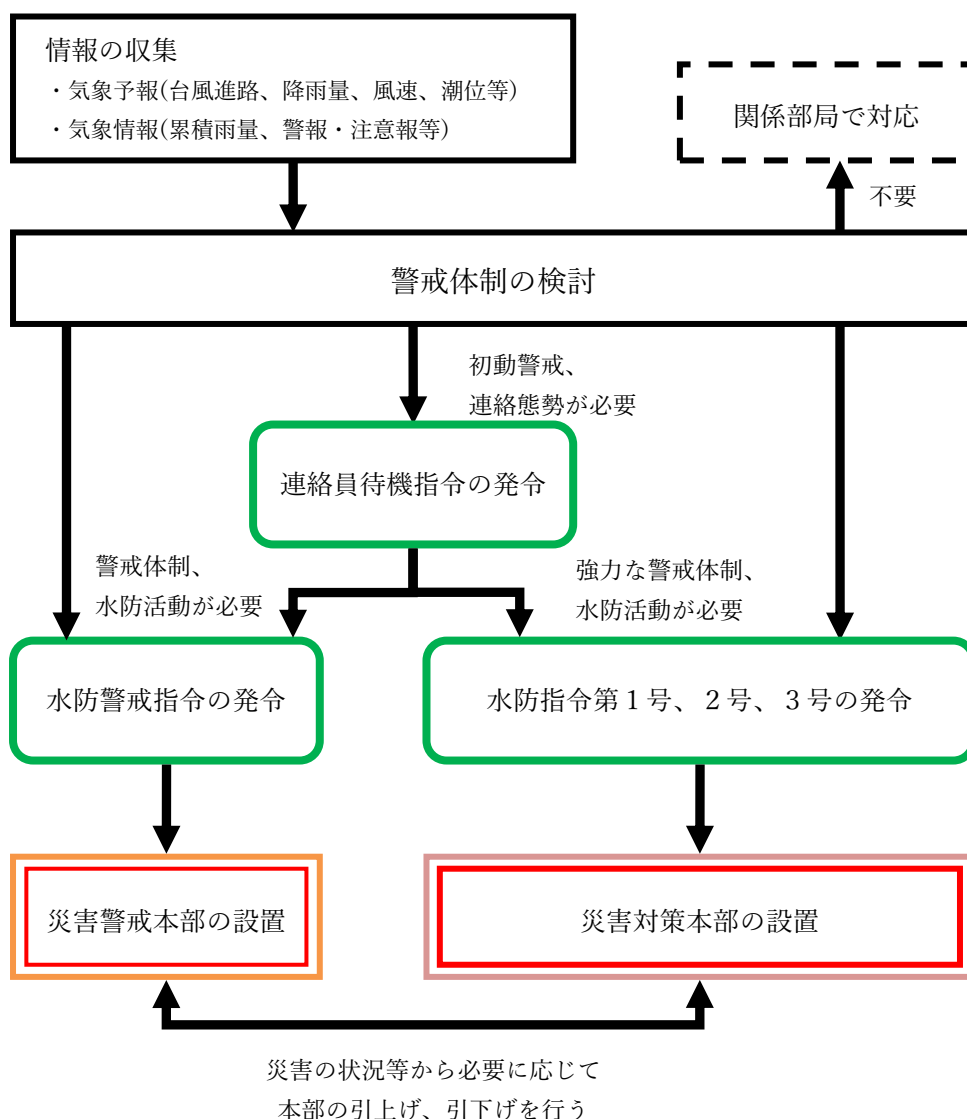 情報の収集
・気象予報(台風進路、降雨量、風速、潮位等)
・気象情報(累積雨量、警報・注意報等)
関係部局で対応
不要
警戒体制の検討
初動警戒、
連絡態勢が必要
連絡員待機指令の発令
警戒体制、
水防活動が必要
強力な警戒体制、
水防活動が必要
水防警戒指令の発令
水防指令第１号、２号、３号の発令
災害警戒本部の設置
災害対策本部の設置
災害の状況等から必要に応じて
本部の引上げ、引下げを行う